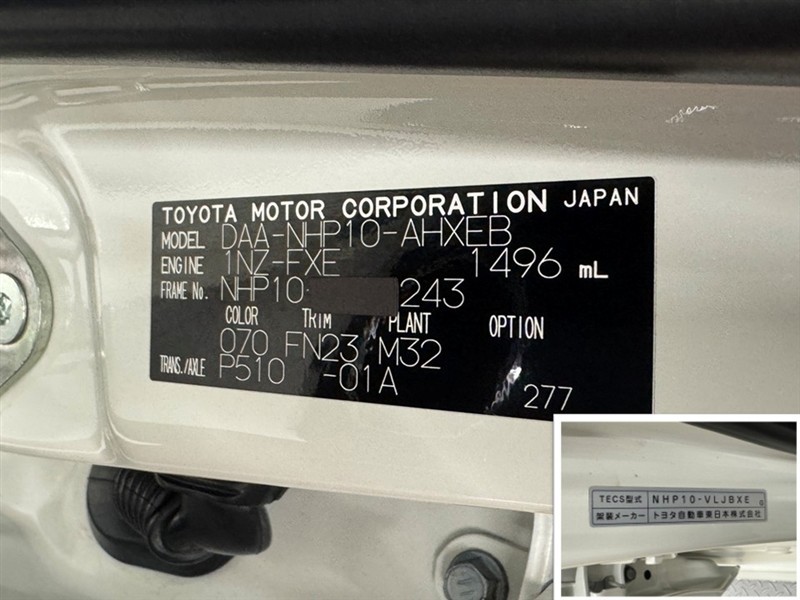 TOYOTA MOTOR CORPORATION JAPAN
MODEL DAA-NHP10-AHXEB
ENGINE 1NZ-FXE 1496 mL
FRAME No. NHP10- 243
COLOR TRIM PLANT OPTION
070 FN23 M32
TRANS./AXLE P510 -01A
277
TECS型式 NHP10-VLJBXE
架装メーカー トヨタ自動車東日本株式会社